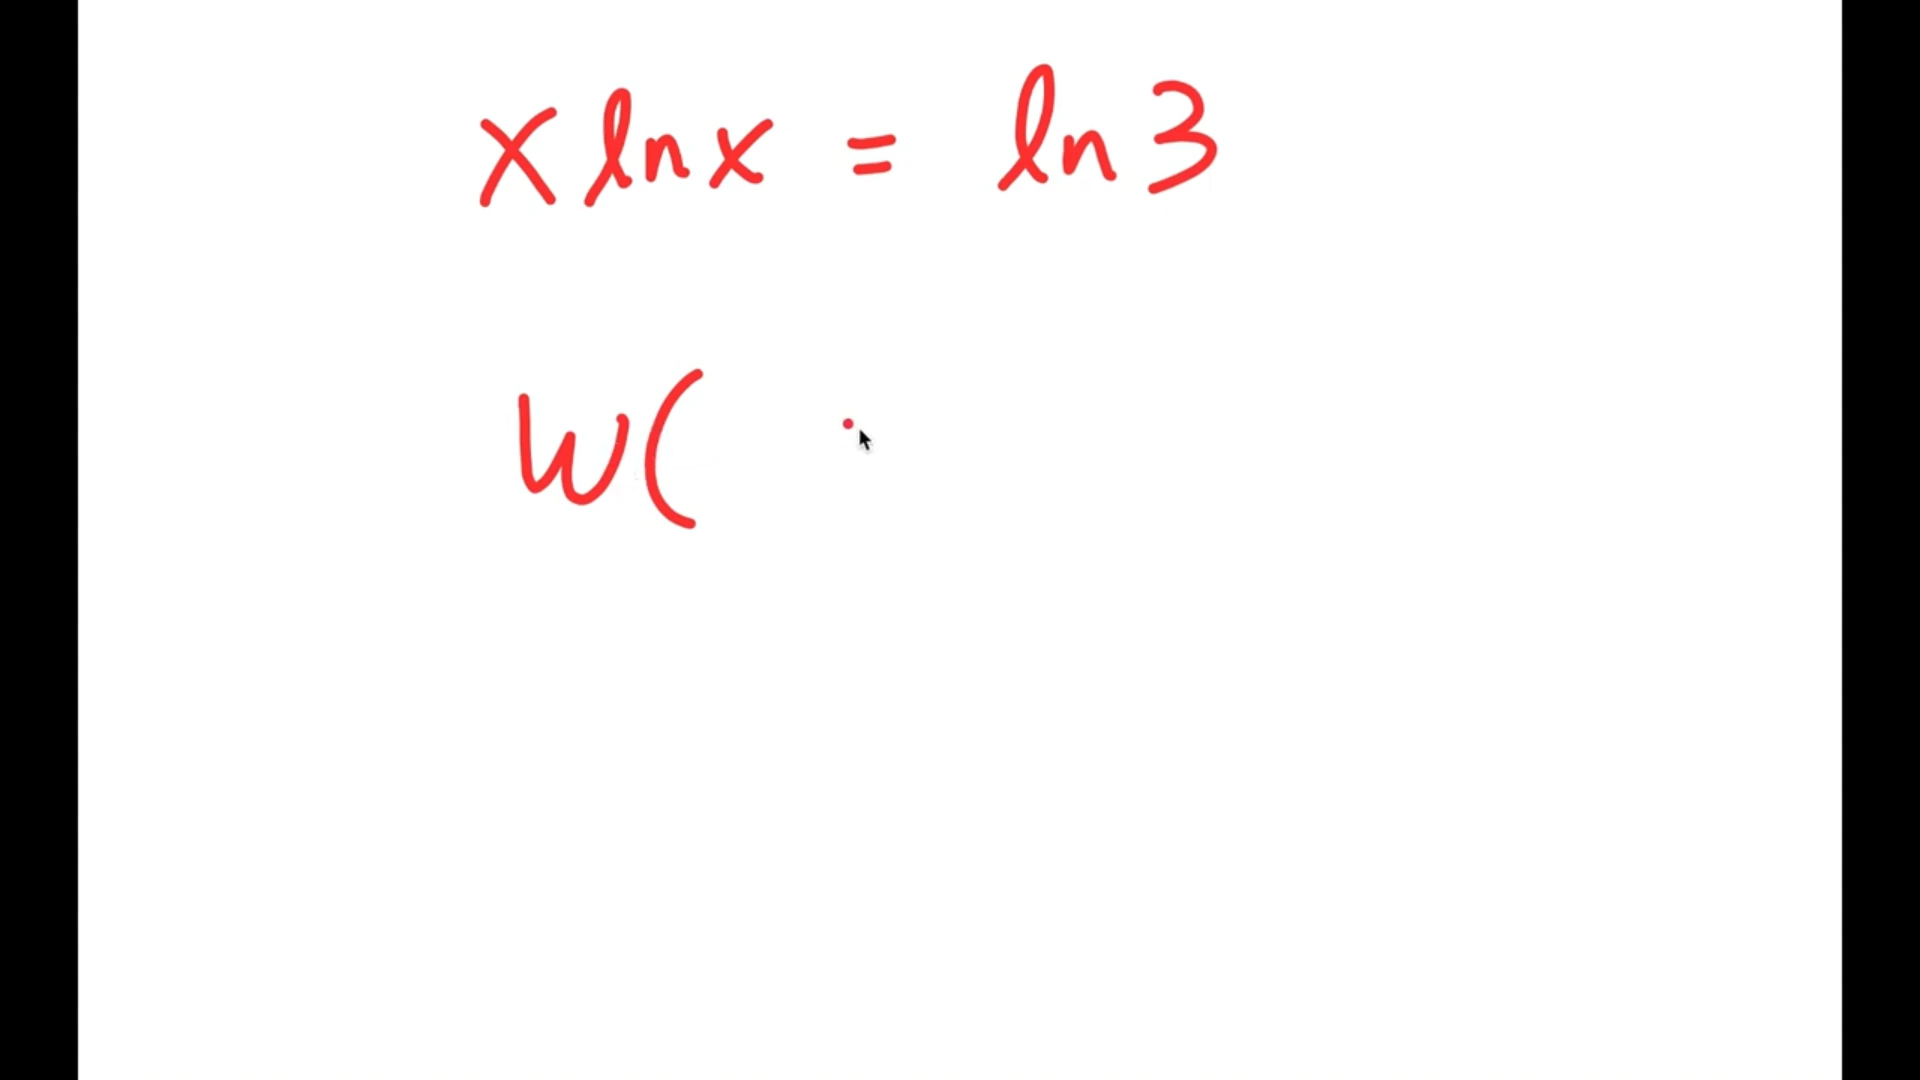 x ln x = ln 3
W(